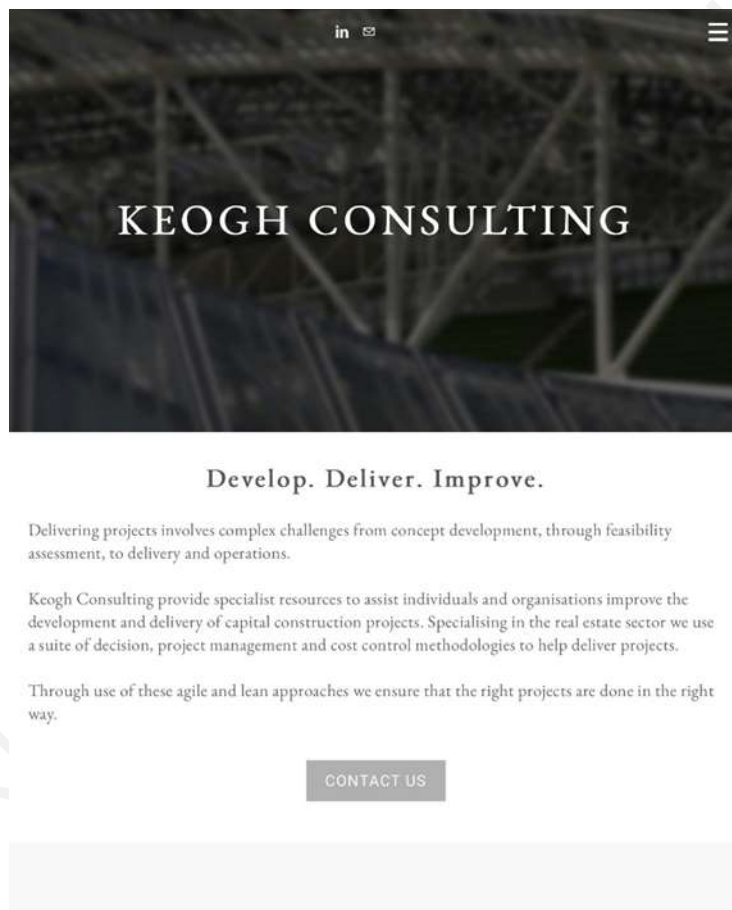 in
KEOGH CONSULTING
Develop. Deliver. Improve.
Delivering projects involves complex challenges from concept development, through feasibility
assessment, to delivery and operations.
Keogh Consulting provide specialist resources to assist individuals and organisations improve the
development and delivery of capital construction projects. Specialising in the real estate sector we use
a suite of decision, project management and cost control methodologies to help deliver projects.
Through use of these agile and lean approaches we ensure that the right projects are done in the right
way.
CONTACT US